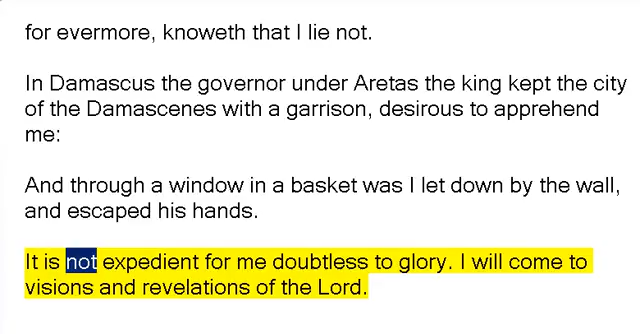 for evermore, knoweth that I lie not.
In Damascus the governor under Aretas the king kept the city
of the Damascenes with a garrison, desirous to apprehend
me:
And through a window in a basket was I let down by the wall,
and escaped his hands.
It is not expedient for me doubtless to glory. I will come to
visions and revelations of the Lord.